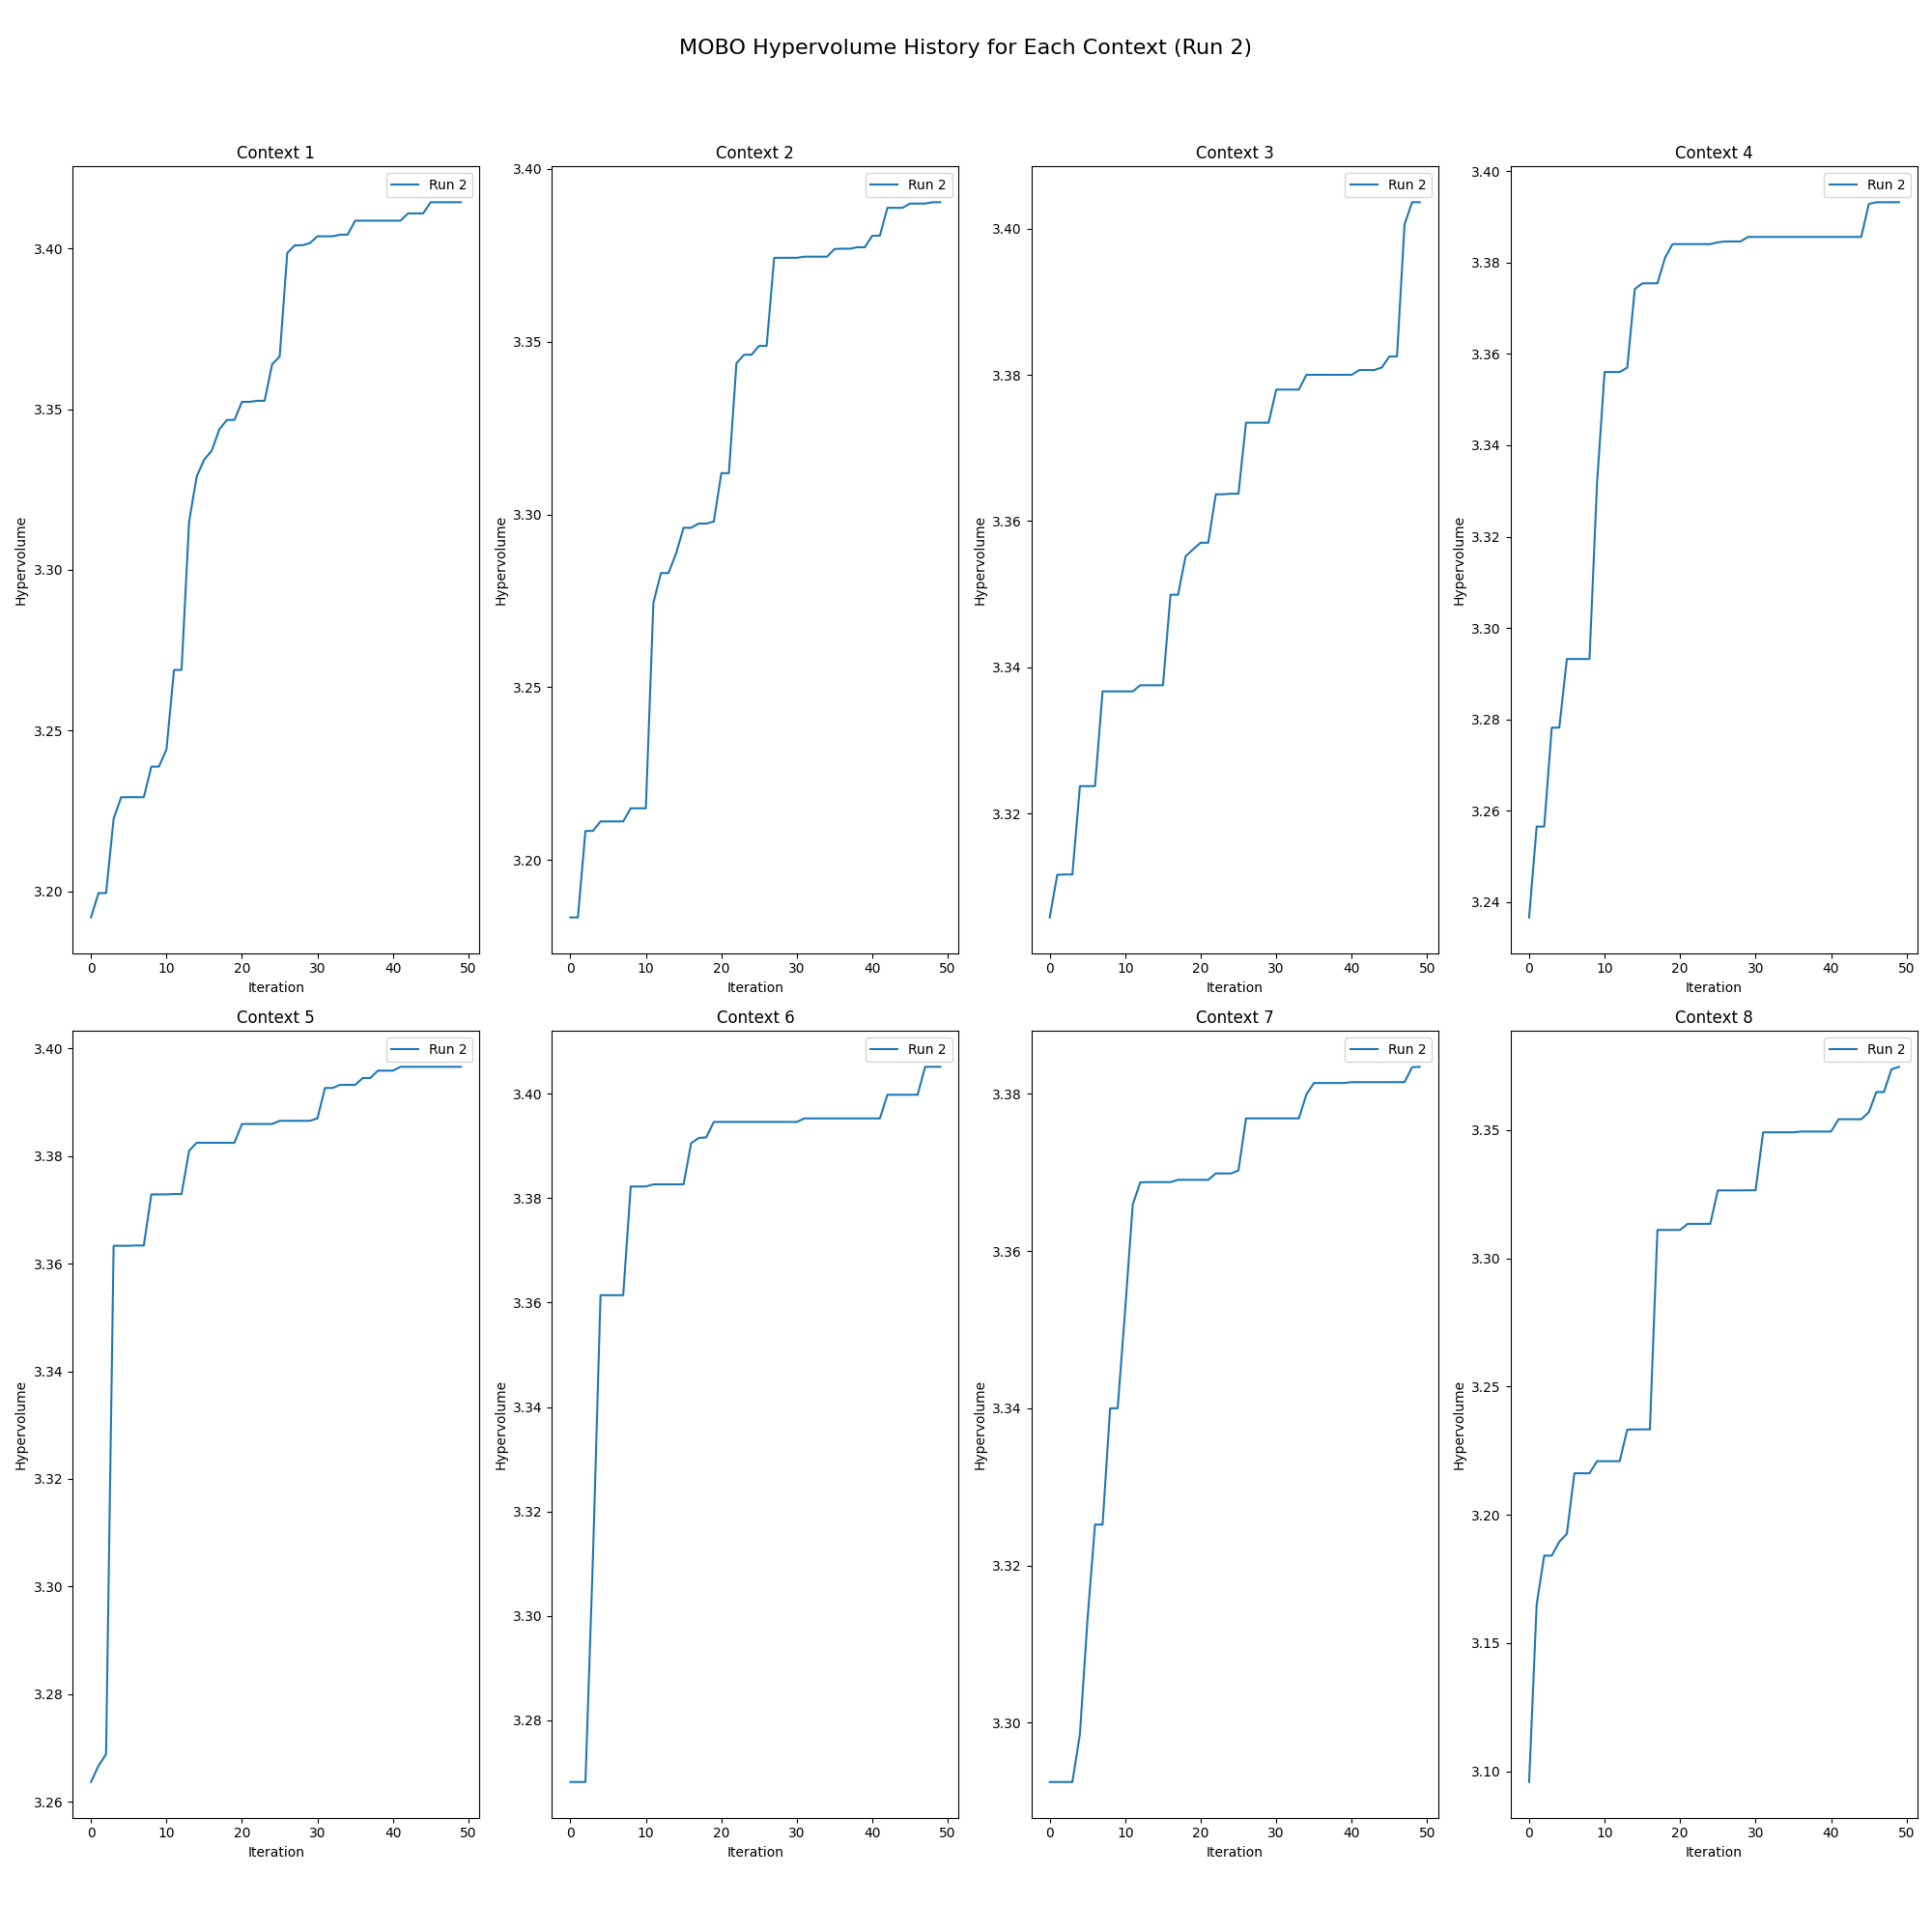 MOBO Hypervolume History for Each Context (Run 2)
Context 1
Run 2
3.40
3.35
3.30
3.25
3.20
Hypervolume
0 10 20 30 40 50
Iteration
Context 2
Run 2
3.40
3.35
3.30
3.25
3.20
Hypervolume
0 10 20 30 40 50
Iteration
Context 3
Run 2
3.40
3.38
3.36
3.34
3.32
Hypervolume
0 10 20 30 40 50
Iteration
Context 4
Run 2
3.40
3.38
3.36
3.34
3.32
3.30
3.28
3.26
3.24
Hypervolume
0 10 20 30 40 50
Iteration
Context 5
Run 2
3.40
3.38
3.36
3.34
3.32
3.30
3.28
3.26
Hypervolume
0 10 20 30 40 50
Iteration
Context 6
Run 2
3.40
3.38
3.36
3.34
3.32
3.30
3.28
Hypervolume
0 10 20 30 40 50
Iteration
Context 7
Run 2
3.38
3.36
3.34
3.32
3.30
Hypervolume
0 10 20 30 40 50
Iteration
Context 8
Run 2
3.35
3.30
3.25
3.20
3.15
3.10
Hypervolume
0 10 20 30 40 50
Iteration